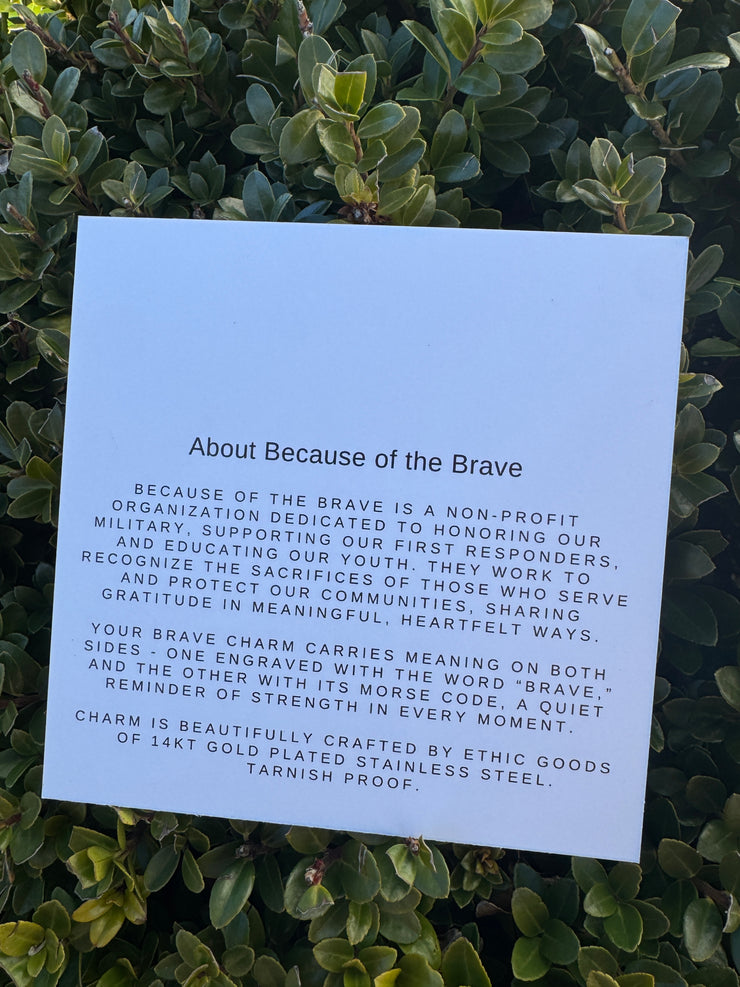 About Because of the Brave
BECAUSE OF THE BRAVE IS A NON-PROFIT
ORGANIZATION DEDICATED TO HONORING OUR
MILITARY, SUPPORTING OUR FIRST RESPONDERS,
AND EDUCATING OUR YOUTH. THEY WORK TO
RECOGNIZE THE SACRIFICES OF THOSE WHO SERVE
AND PROTECT OUR COMMUNITIES, SHARING
GRATITUDE IN MEANINGFUL, HEARTFELT WAYS.
YOUR BRAVE CHARM CARRIES MEANING ON BOTH
SIDES - ONE ENGRAVED WITH THE WORD “BRAVE,”
AND THE OTHER WITH ITS MORSE CODE, A QUIET
REMINDER OF STRENGTH IN EVERY MOMENT.
CHARM IS BEAUTIFULLY CRAFTED BY ETHIC GOODS
OF 14KT GOLD PLATED STAINLESS STEEL.
TARNISH PROOF.